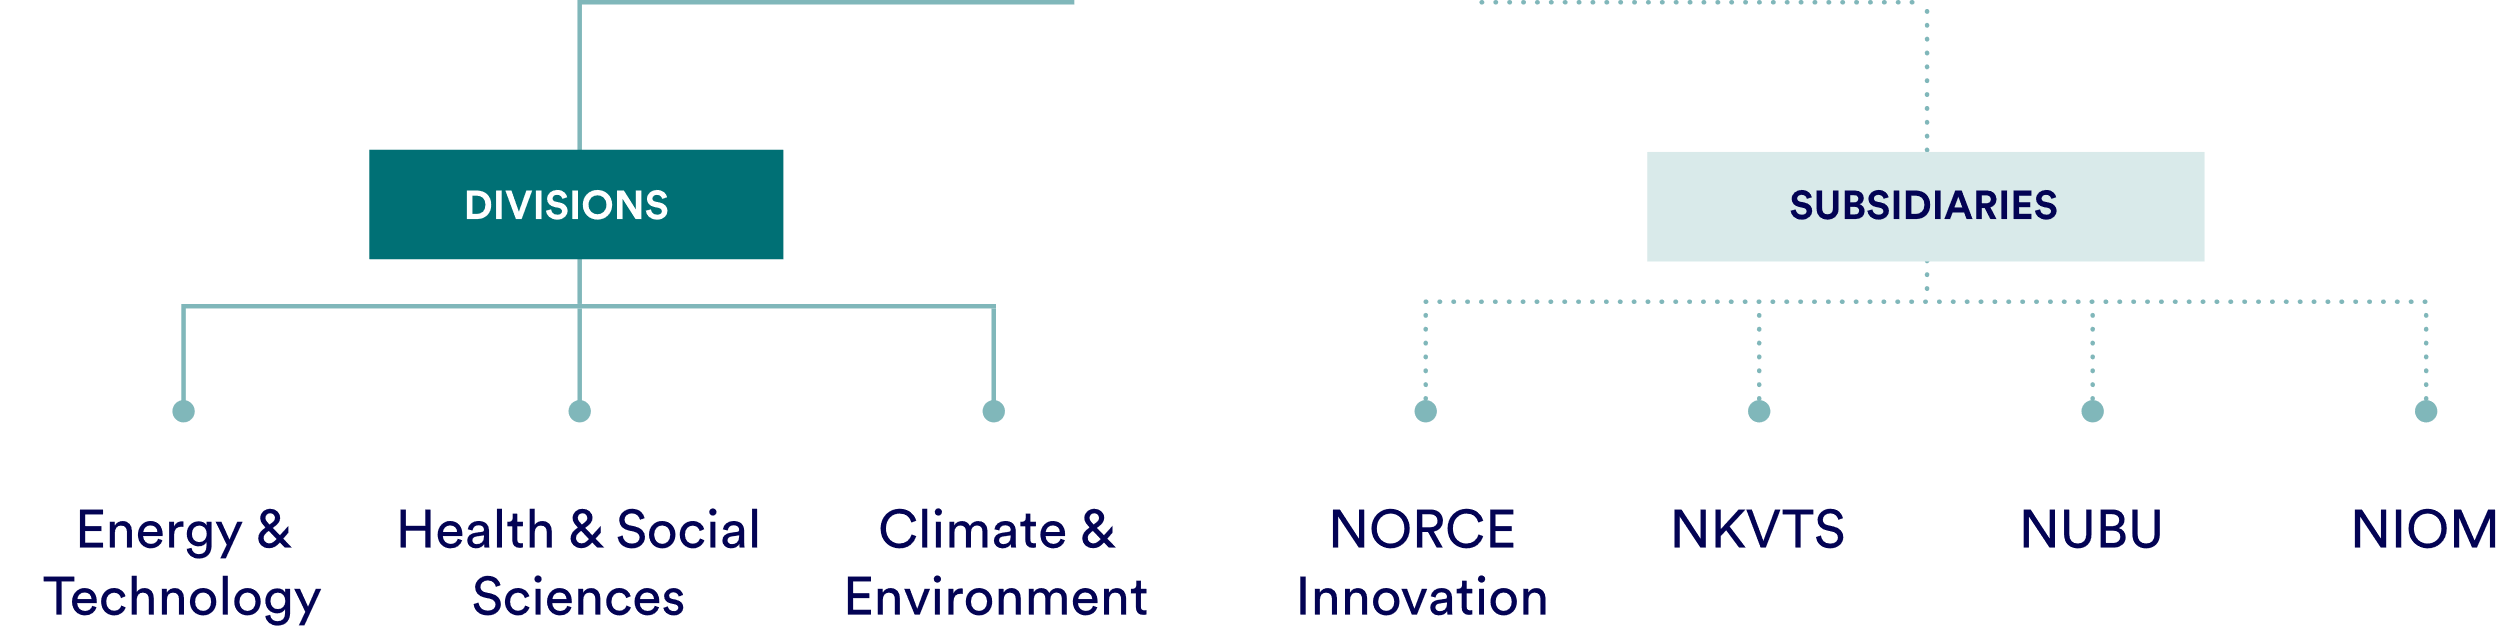 DIVISIONS
SUBSIDIARIES
Energy &
Technology
Health & Social
Sciences
Climate &
Environment
NORCE
Innovation
NKVTS
NUBU
NIOM